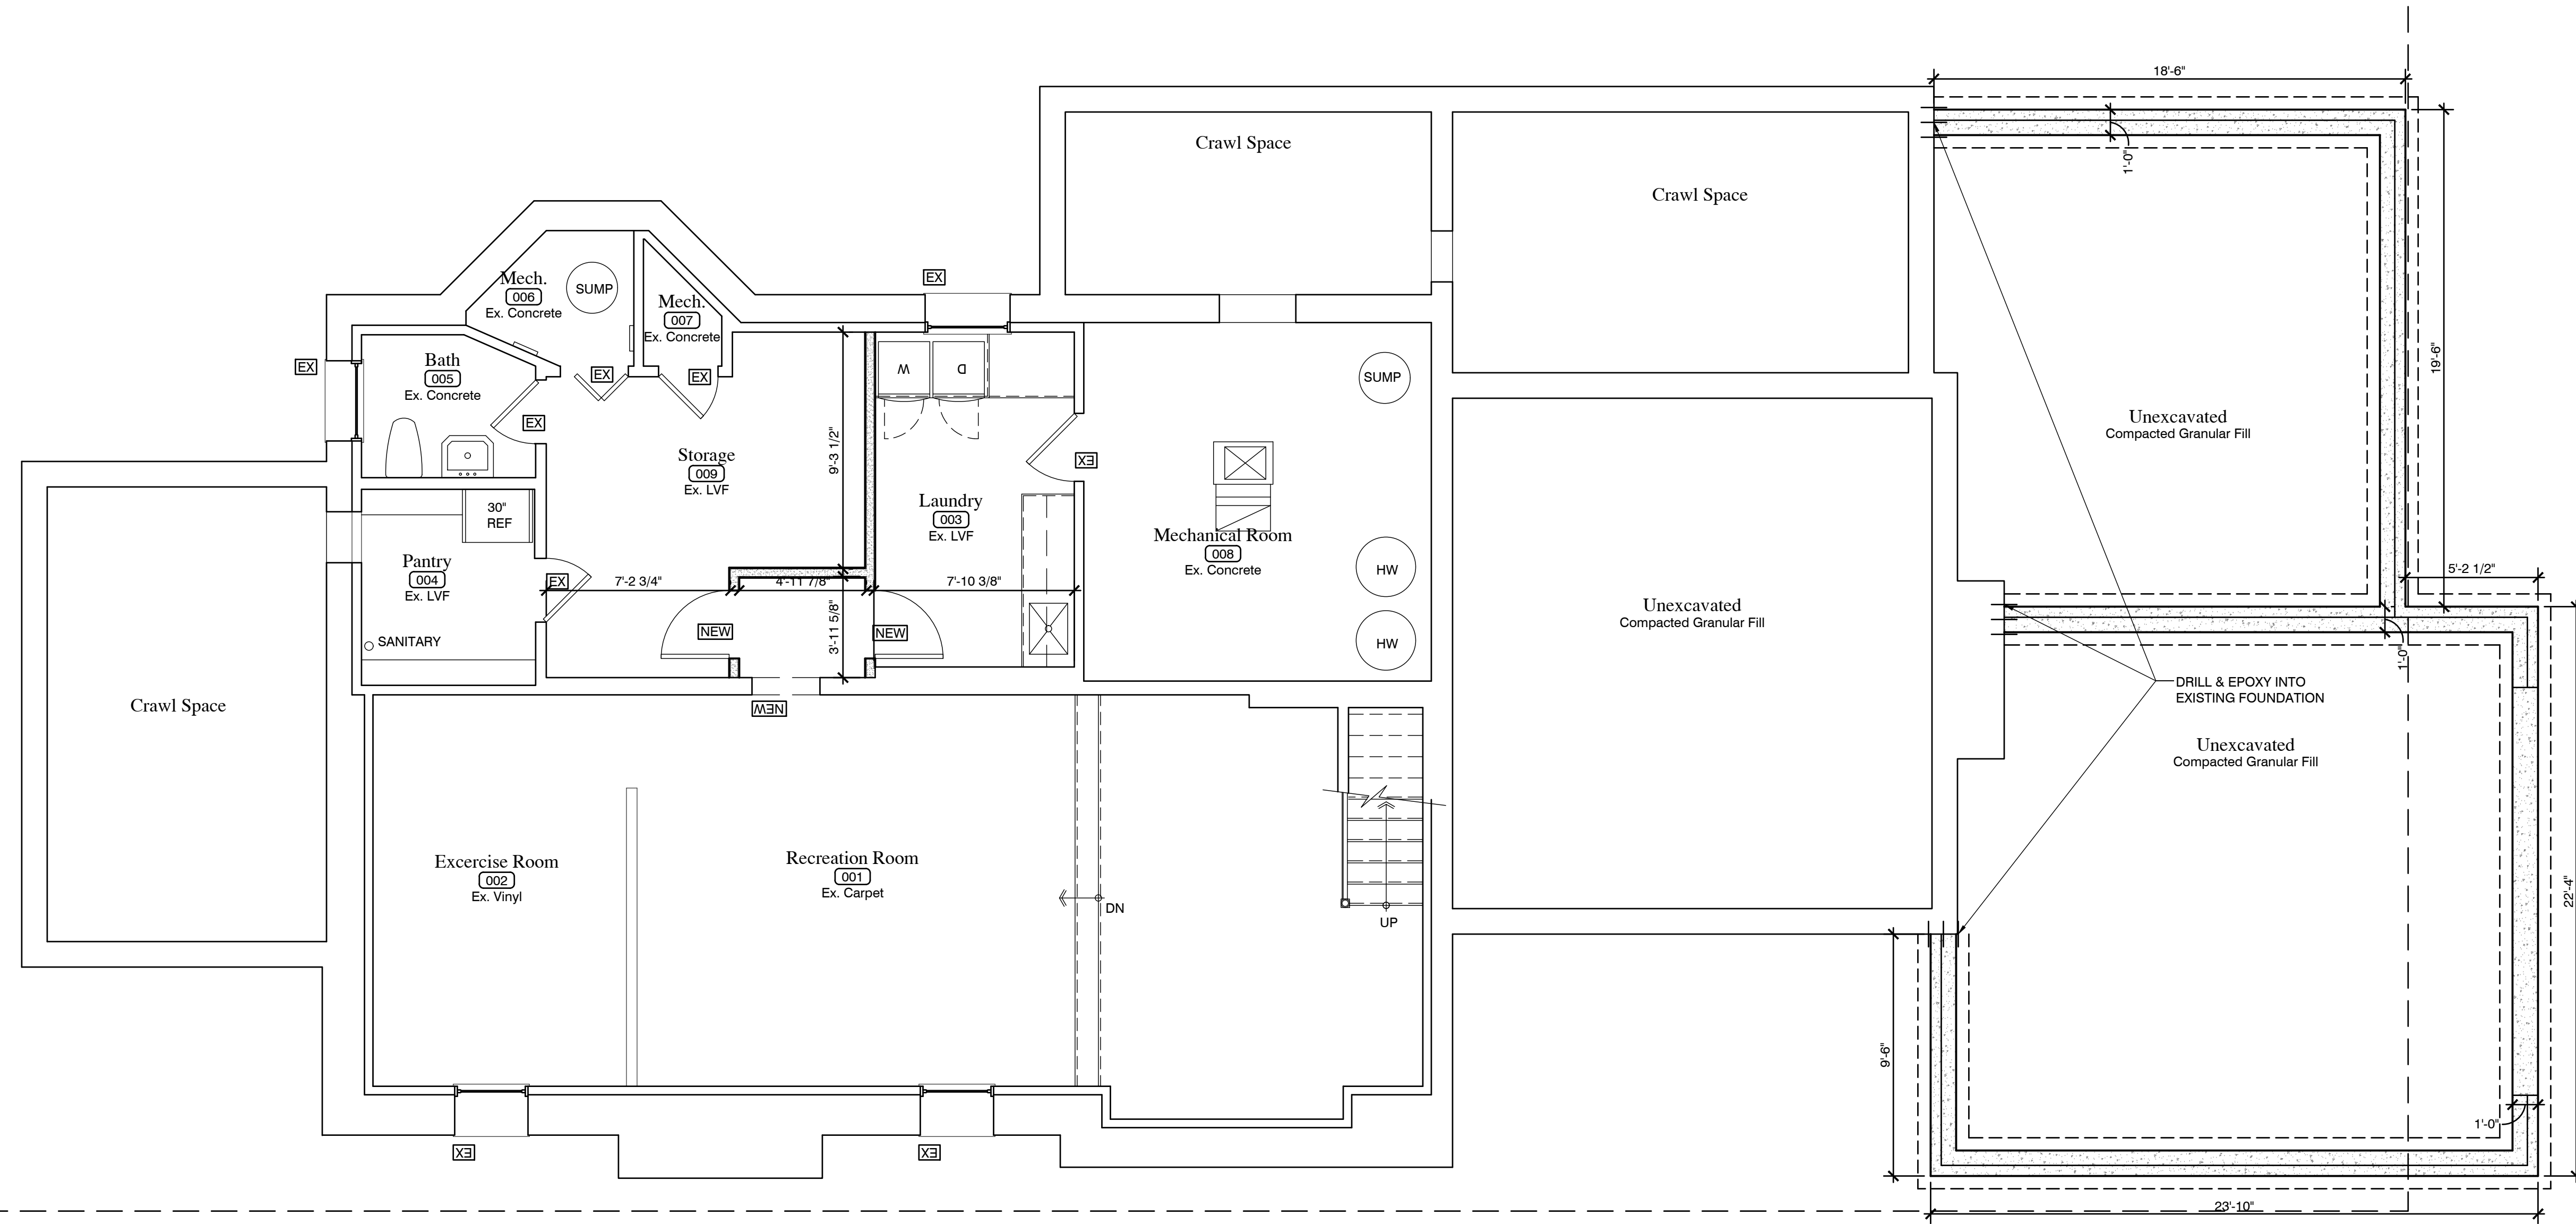 18'-6"
Crawl Space
1'-0"
Crawl Space
EX
Mech.
006
Ex. Concrete
SUMP
Mech.
007
Ex. Concrete
EX
Bath
005
Ex. Concrete
EX
EX
EX
W
D
SUMP
19'-6"
Unexcavated
Compacted Granular Fill
9'-3 1/2"
Storage
009
Ex. LVF
EX
30"
REF
Laundry
003
Ex. LVF
Mechanical Room
008
Ex. Concrete
Pantry
004
Ex. LVF
EX
7'-2 3/4"
4'-11 7/8"
7'-10 3/8"
HW
5'-2 1/2"
Unexcavated
Compacted Granular Fill
3'-11 5/8"
NEW
NEW
SANITARY
HW
1'-0"
DRILL & EPOXY INTO
EXISTING FOUNDATION
Crawl Space
NEW
Unexcavated
Compacted Granular Fill
Excercise Room
002
Ex. Vinyl
Recreation Room
001
Ex. Carpet
DN
UP
22'-4"
9'-6"
1'-0"
EX
EX
23'-10"